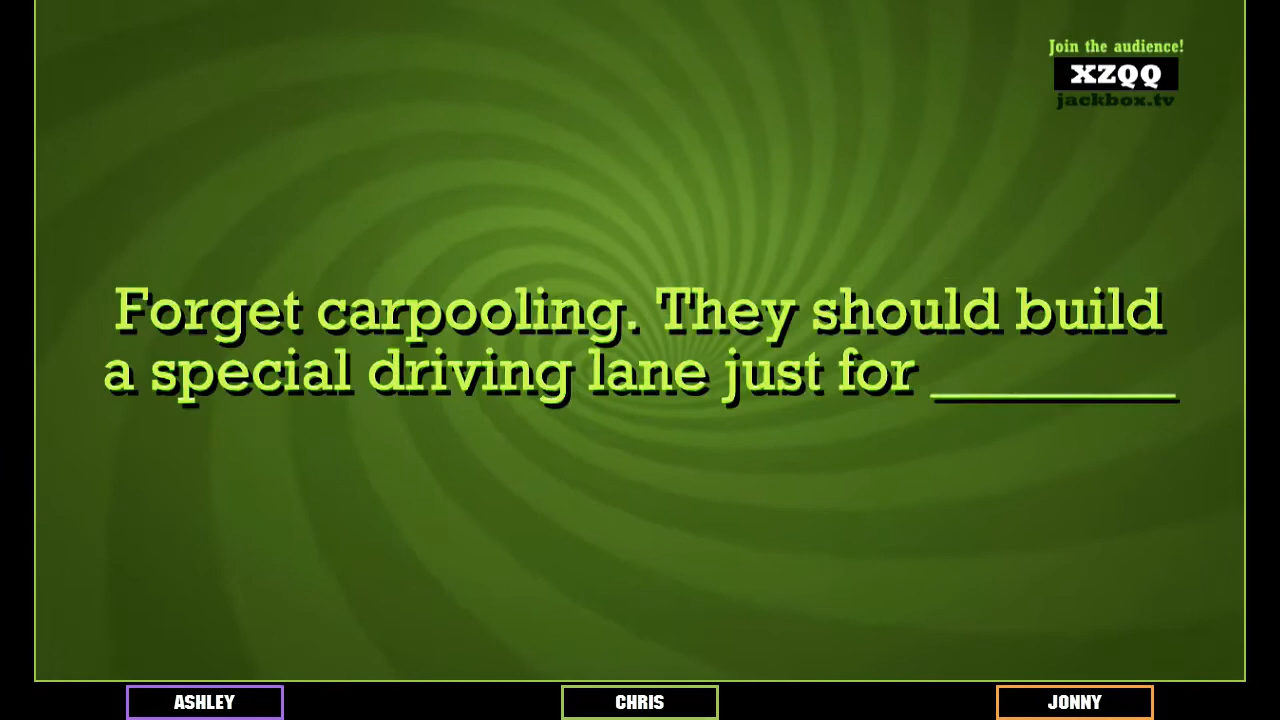 Join the audience!
XZQQ
jackbox.tv
Forget carpooling. They should build
a special driving lane just for __________
ASHLEY
CHRIS
JONNY